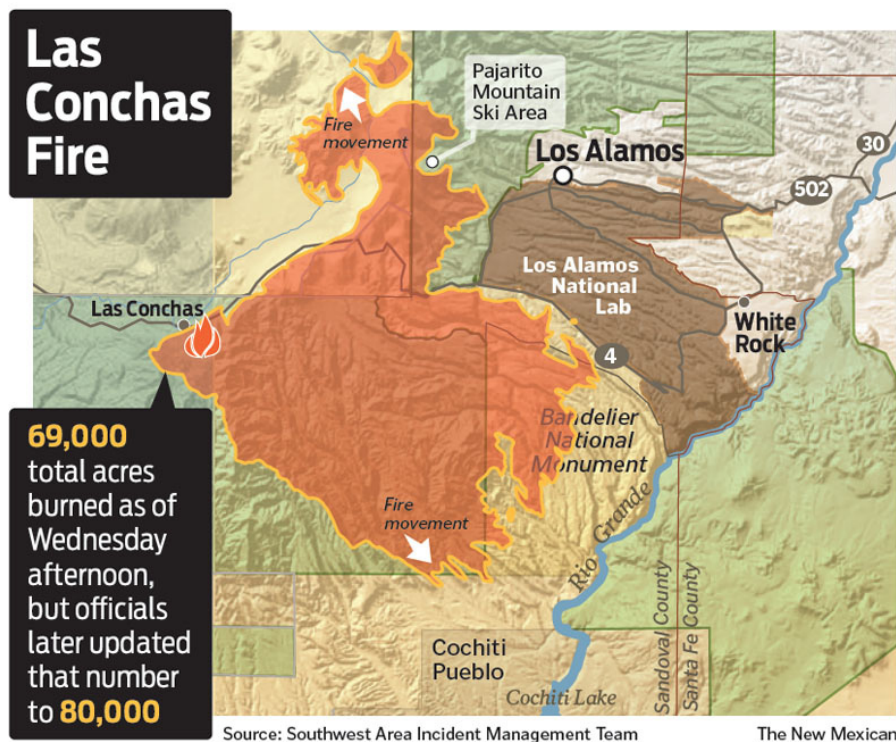 Las
Conchas
Fire
Pajarito
Mountain
Ski Area
Fire
movement
Los Alamos
30
502
Los Alamos
National
Lab
Las Conchas
White
Rock
4
Bandelier
National
Monument
69,000
total acres
burned as of
Wednesday
afternoon,
but officials
later updated
that number
to 80,000
Fire
movement
Rio Grande
Sandoval County
Santa Fe County
Cochiti
Pueblo
Cochiti Lake
Source: Southwest Area Incident Management Team
The New Mexican